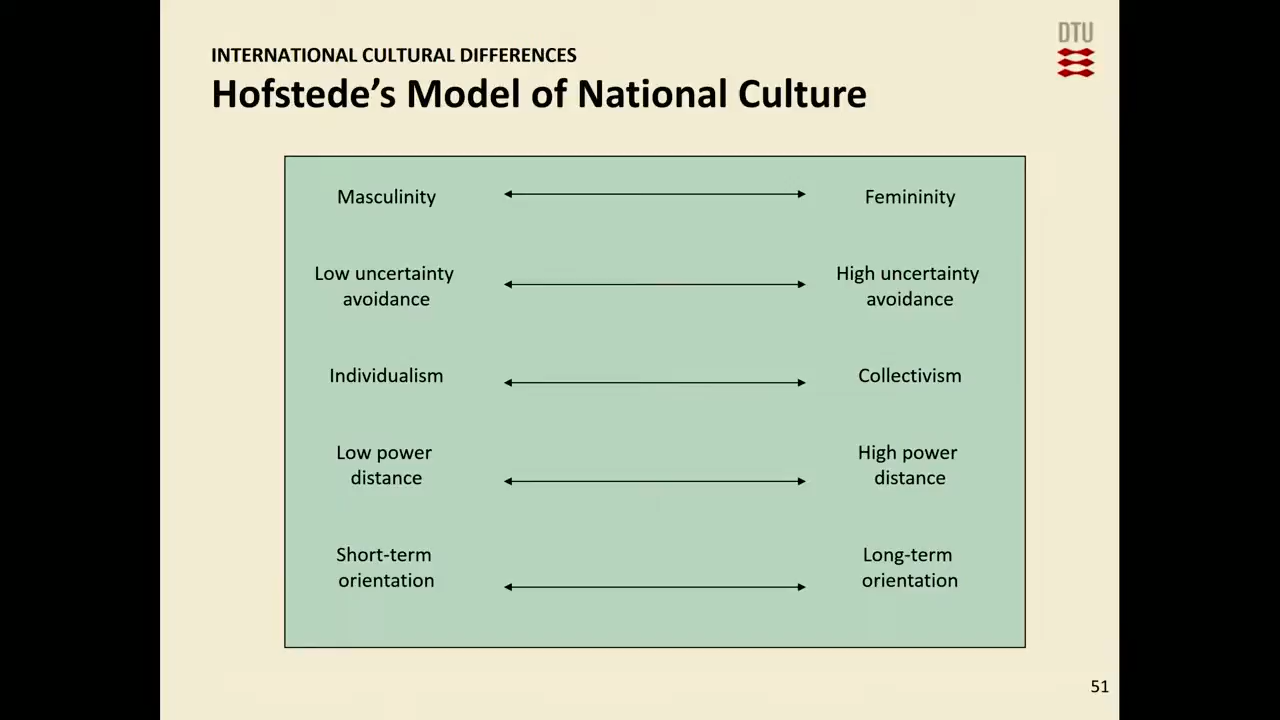 DTU
INTERNATIONAL CULTURAL DIFFERENCES
Hofstede’s Model of National Culture
Masculinity
Femininity
Low uncertainty
avoidance
High uncertainty
avoidance
Individualism
Collectivism
Low power
distance
High power
distance
Short-term
orientation
Long-term
orientation
51